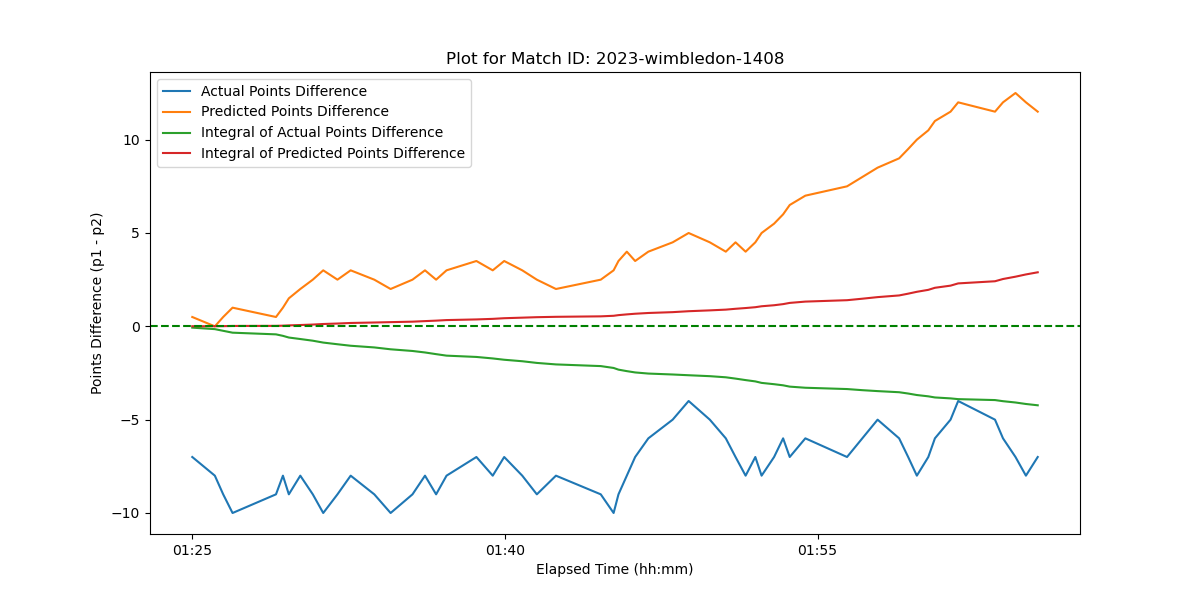 Plot for Match ID: 2023-wimbledon-1408
Actual Points Difference
Predicted Points Difference
Integral of Actual Points Difference
Integral of Predicted Points Difference
Points Difference (p1 - p2)
10
5
0
−5
−10
01:25
01:40
01:55
Elapsed Time (hh:mm)